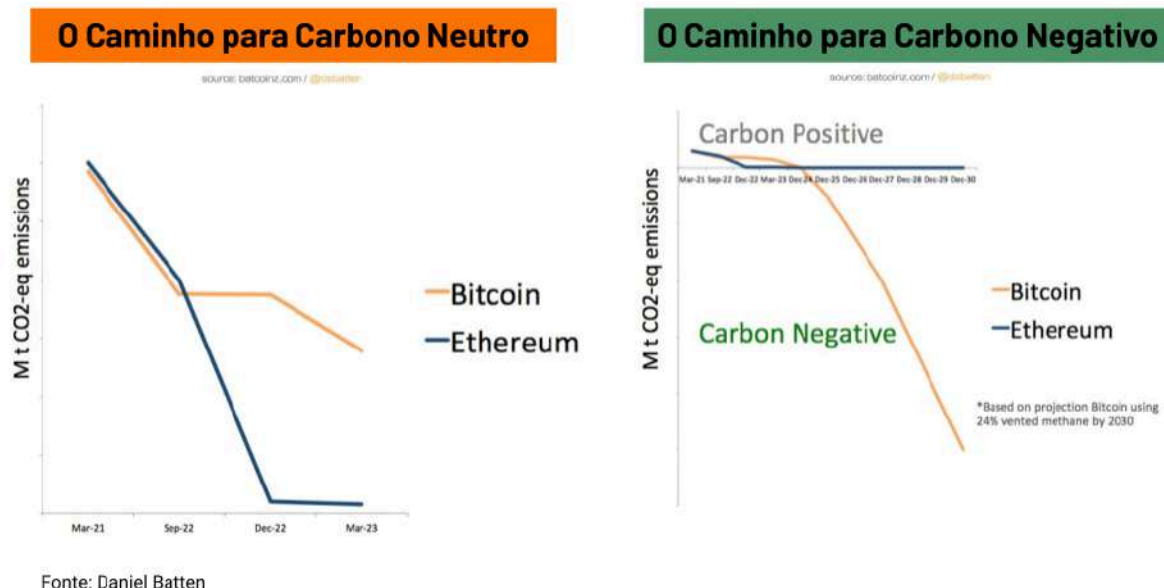 O Caminho para Carbono Neutro
source: batcoinz.com / @dsbatten
M t CO2-eq emissions
Bitcoin
Ethereum
Mar-21 Sep-22 Dec-22 Mar-23
O Caminho para Carbono Negativo
source: batcoinz.com / @dsbatten
Carbon Positive
Mar-21 Sep-22 Dec-22 Mar-23 Dec-24 Dec-25 Dec-26 Dec-27 Dec-28 Dec-29 Dec-30
M t CO2-eq emissions
Bitcoin
Ethereum
Carbon Negative
*Based on projection Bitcoin using
24% vented methane by 2030
Fonte: Daniel Batten